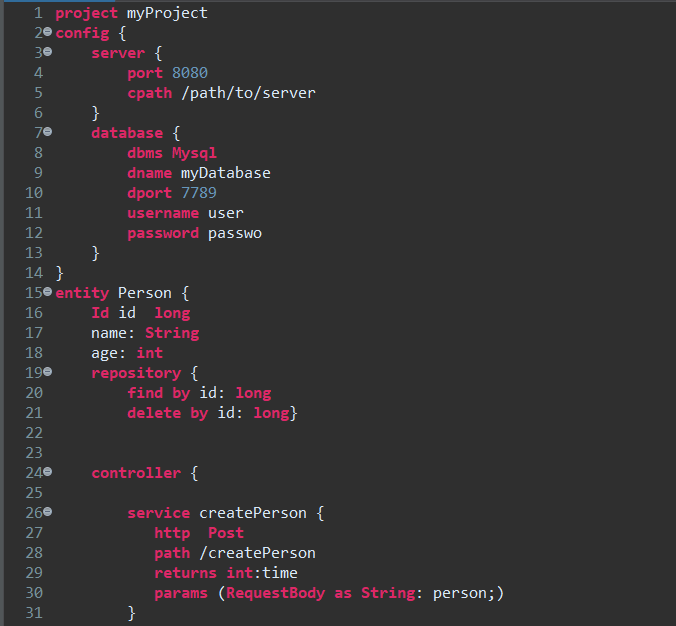 1 project myProject
2 config {
3     server {
4         port 8080
5         cpath /path/to/server
6     }
7     database {
8         dbms Mysql
9         dname myDatabase
10         dport 7789
11         username user
12         password passwo
13     }
14 }
15 entity Person {
16     Id id  long
17     name: String
18     age: int
19     repository {
20         find by id: long
21         delete by id: long}
22
23
24     controller {
25
26         service createPerson {
27            http  Post
28            path /createPerson
29            returns int:time
30            params (RequestBody as String: person;)
31         }